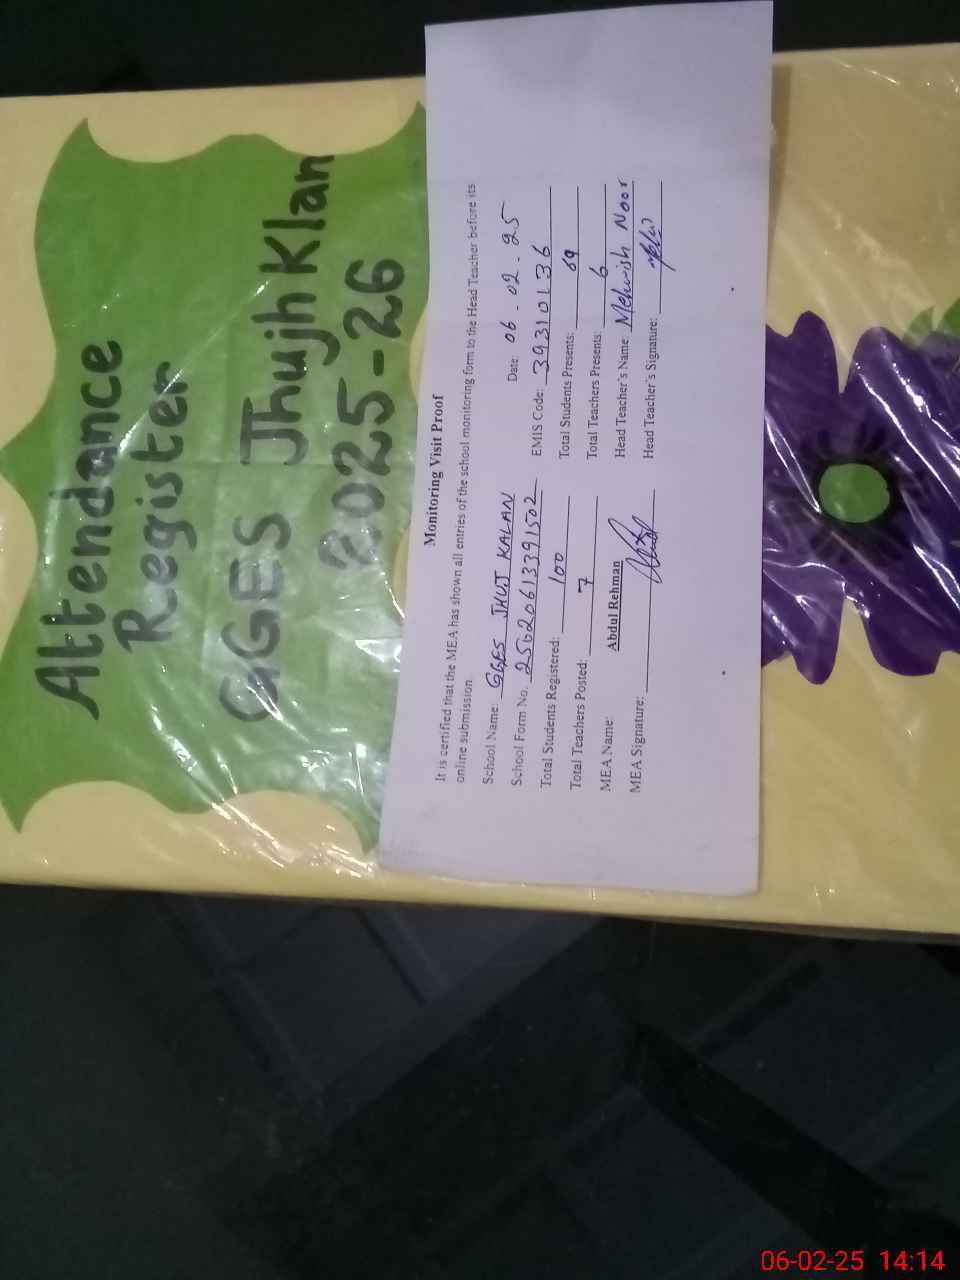 Attendance
Register
GGES Jhujh Klan
2025-26
Monitoring Visit Proof
It is certified that the MEA has shown all entries of the school monitoring form to the Head Teacher before its
online submission
School Name: GGES JHUJ KALAN Date: 06.02.25
School Form No. 25020613391502 EMIS Code: 39310136
Total Students Registered: 100 Total Students Presents: 69
Total Teachers Posted: 7 Total Teachers Presents: 6
MEA Name: Abdul Rehman Head Teacher's Name Mehwish Noor
MEA Signature: Head Teacher's Signature:
06-02-25 14:14